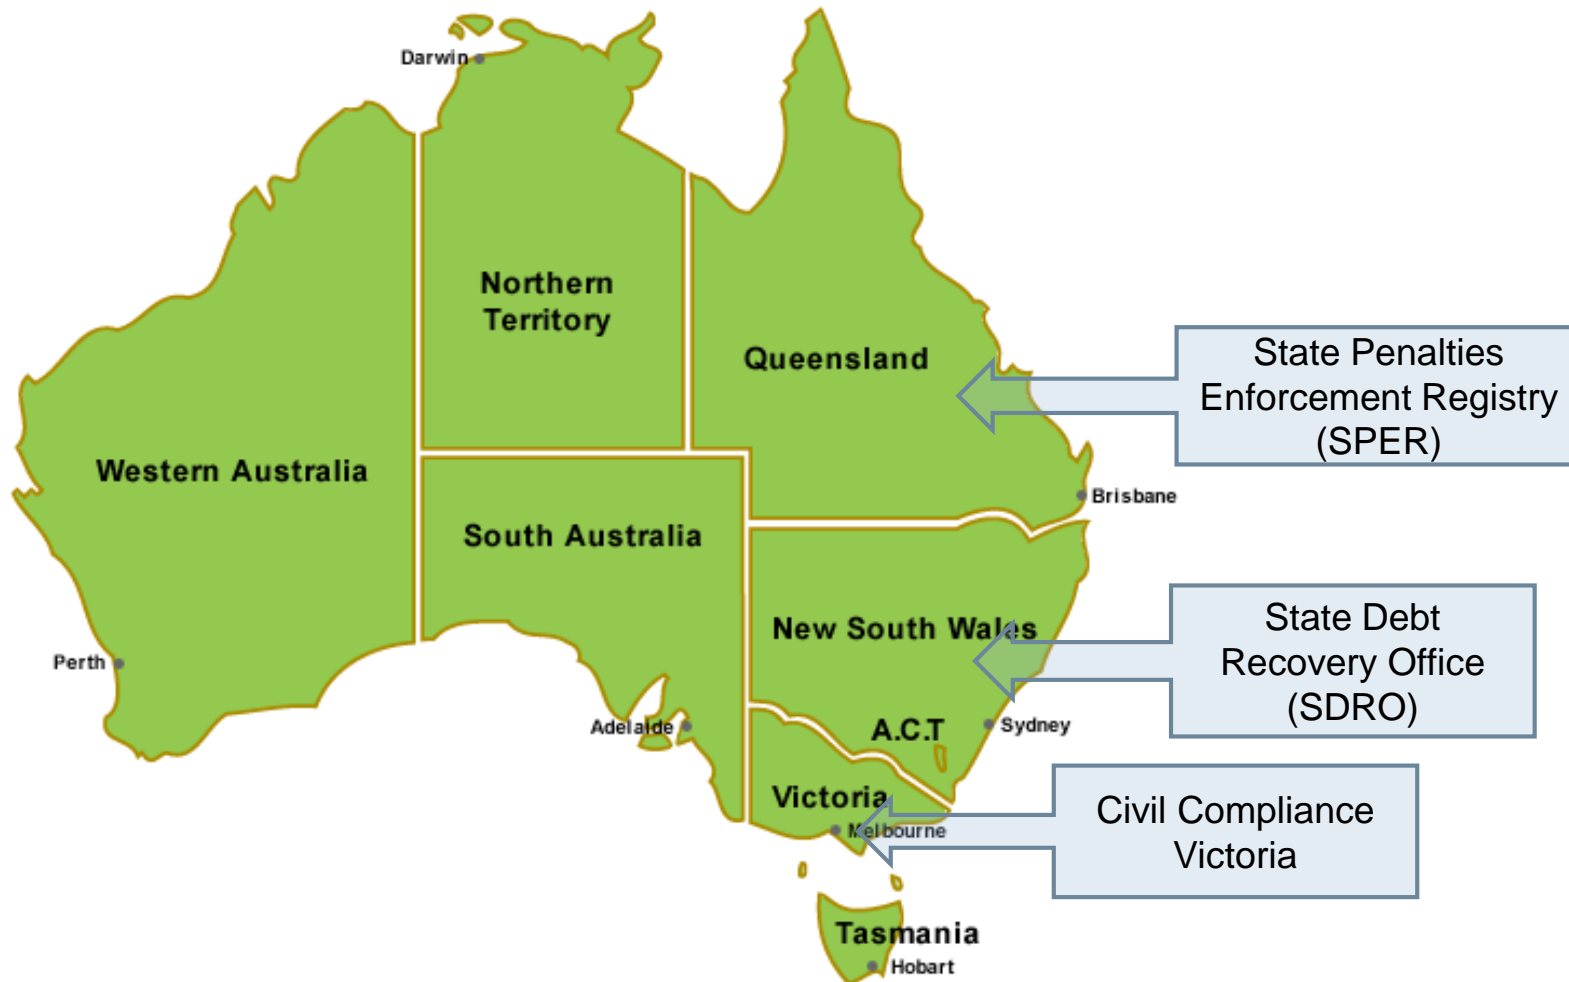 Darwin
Northern
Territory
Queensland
State Penalties
Enforcement Registry
(SPER)
Western Australia
Brisbane
South Australia
New South Wales
State Debt
Recovery Office
(SDRO)
Perth
Adelaide
A.C.T
Sydney
Victoria
Melbourne
Civil Compliance
Victoria
Tasmania
Hobart